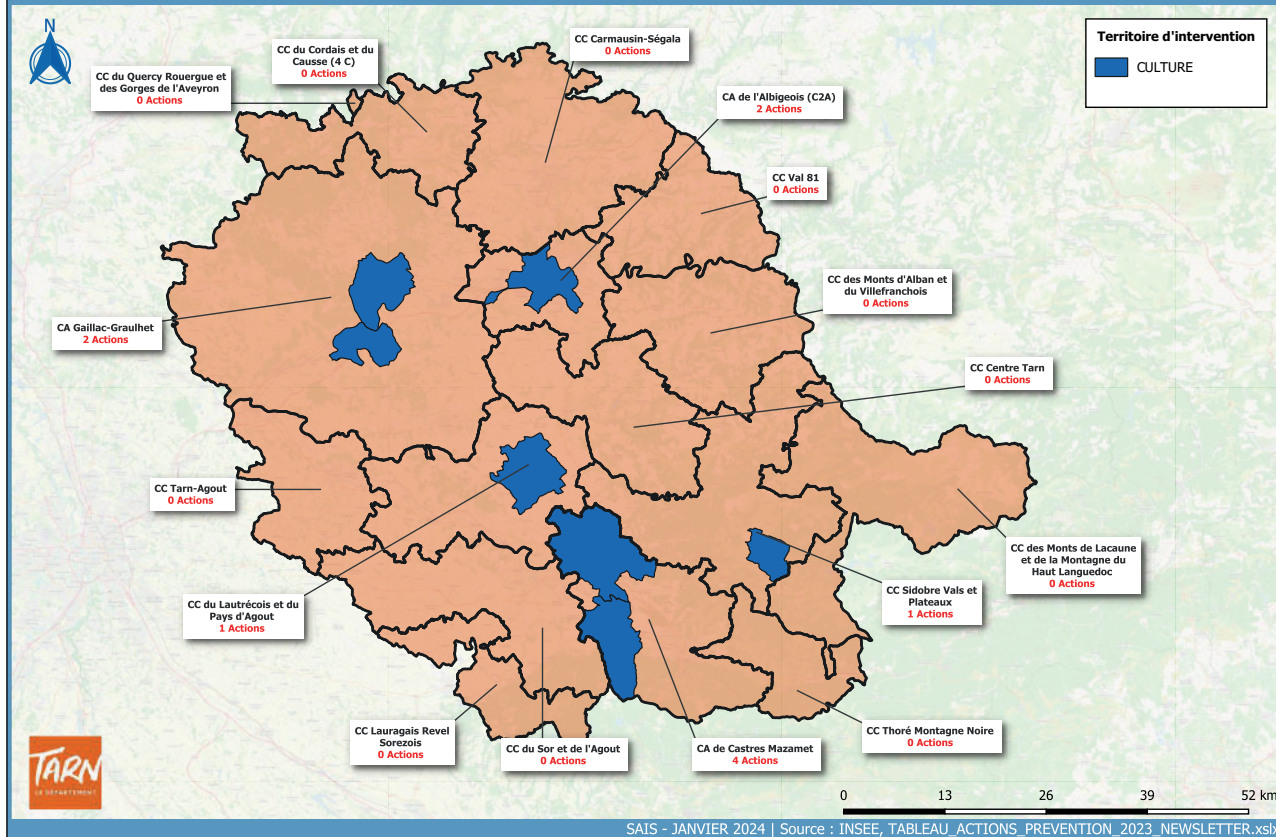 N
CC du Cordais et du
Causse (4 C)
0 Actions
CC Carmausin-Ségala
0 Actions
Territoire d'intervention
CULTURE
CC du Quercy Rouergue et
des Gorges de l'Aveyron
0 Actions
CA de l'Albigeois (C2A)
2 Actions
CC Val 81
0 Actions
CC des Monts d'Alban et
du Villefranchois
0 Actions
CA Gaillac-Graulhet
2 Actions
CC Centre Tarn
0 Actions
CC Tarn-Agout
0 Actions
CC des Monts de Lacaune
et de la Montagne du
Haut Languedoc
0 Actions
CC Sidobre Vals et
Plateaux
1 Actions
CC du Lautrécois et du
Pays d'Agout
1 Actions
CC Lauragais Revel
Sorezois
0 Actions
CC du Sor et de l'Agout
0 Actions
CA de Castres Mazamet
4 Actions
CC Thoré Montagne Noire
0 Actions
TARN
LE DÉPARTEMENT
0 13 26 39 52 km
SAIS - JANVIER 2024 | Source : INSEE, TABLEAU_ACTIONS_PREVENTION_2023_NEWSLETTER.xslx